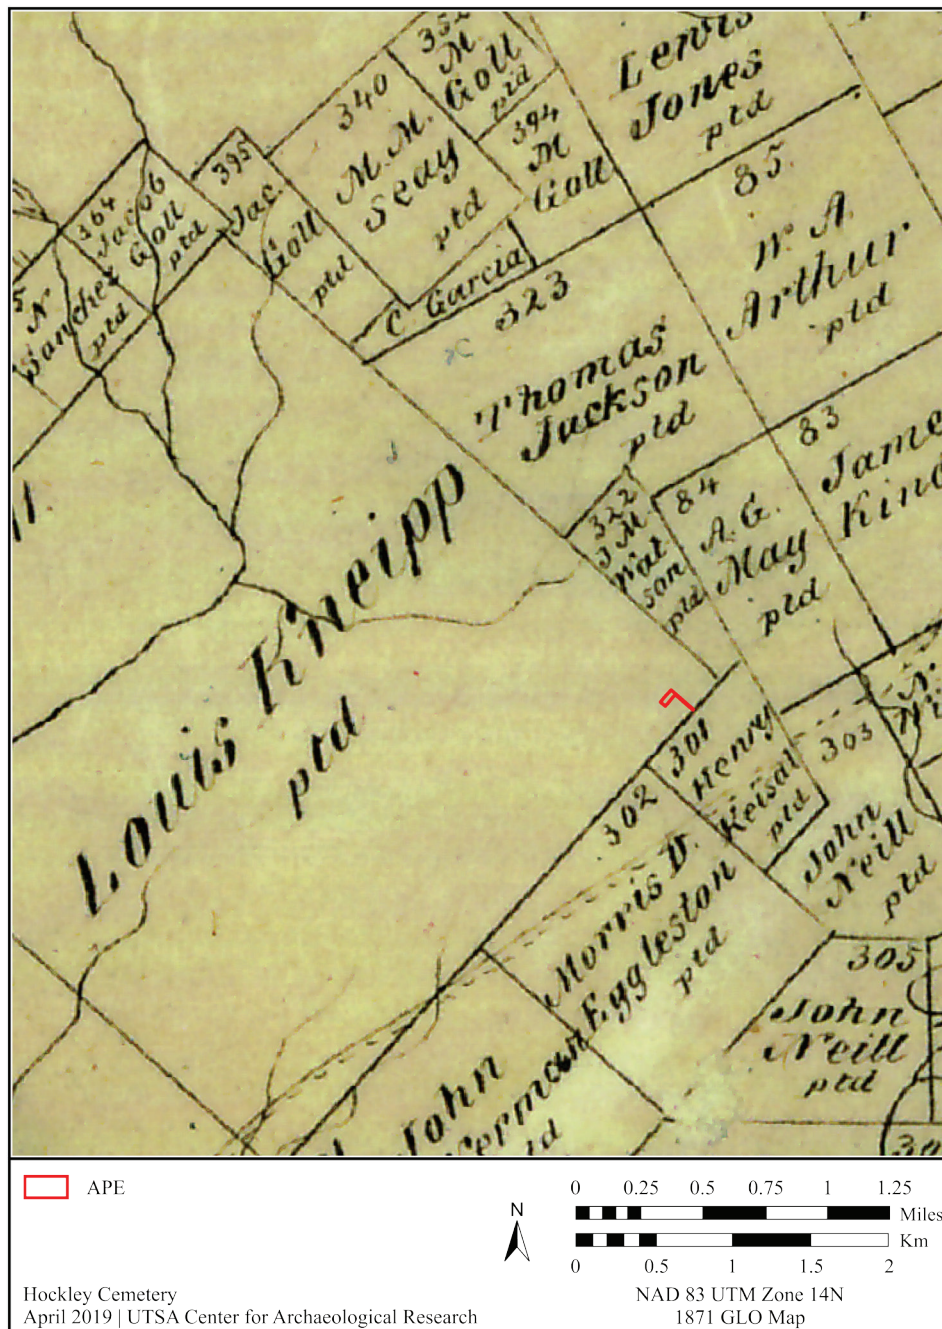 352
M.
Goll
ptd
Lewis
Jones
ptd
340
M. M.
Seay
ptd
394
M
Goll
395
Jac.
Goll
ptd
364
Jac
66
Goll
ptd
N
Sanchez
ptd
C Garcia
323
Thomas
Jackson
ptd
85.
W. A
Arthur
ptd
83
Jame
Kind
84
A. G.
May
ptd
322
J M.
Wat
son
ptd
Louis Kneipp
ptd
301
Henry
Keisal
ptd
302
Morris D.
Eggleston
ptd
303
John
Neill
ptd
305
John
Neill
ptd
John
30
APE
N
0 0.25 0.5 0.75 1 1.25
Miles
Km
0 0.5 1 1.5 2
Hockley Cemetery
April 2019 | UTSA Center for Archaeological Research
NAD 83 UTM Zone 14N
1871 GLO Map